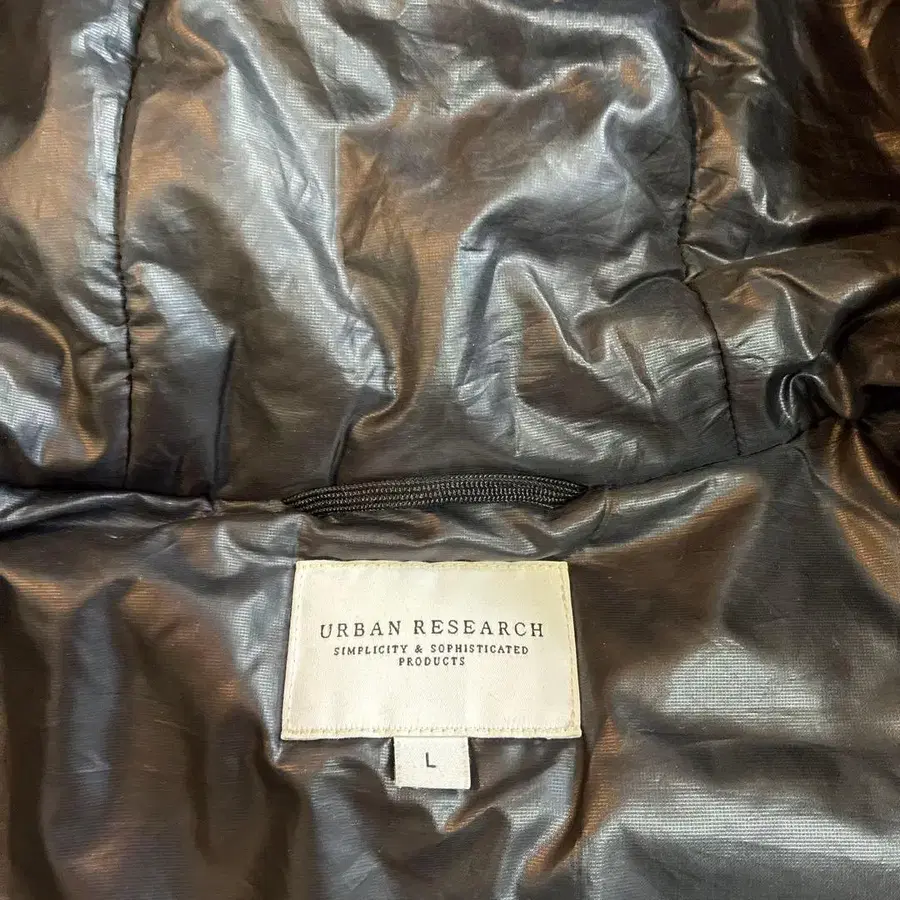 URBAN RESEARCH
SIMPLICITY & SOPHISTICATED
PRODUCTS
L